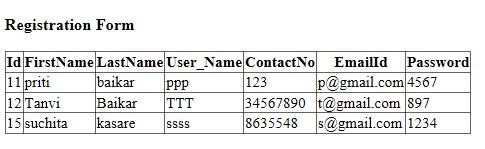 Registration Form
Id FirstName LastName User_Name ContactNo EmailId Password
11 priti baikar ppp 123 p@gmail.com 4567
12 Tanvi Baikar TTT 34567890 t@gmail.com 897
15 suchita kasare ssss 8635548 s@gmail.com 1234